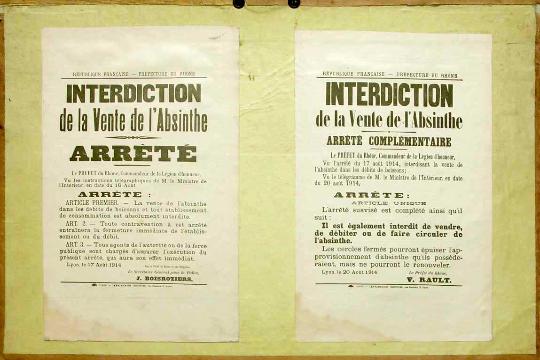 RÉPUBLIQUE FRANÇAISE — PRÉFECTURE DU RHÔNE
INTERDICTION
de la Vente de l'Absinthe
ARRÊTÉ
Le PRÉFET du Rhône, Commandeur de la Légion d'honneur,
Vu les instructions télégraphiques de M. le Ministre de
l'Intérieur, en date du 16 Août
ARRÊTE :
ARTICLE PREMIER. — La vente de l'absinthe
dans les débits de boissons et tout établissement
de consommation est absolument interdite.
ART. 2. — Toute contravention à cet arrêté
entraînera la fermeture immédiate de l'établis-
sement ou du débit.
ART. 3. — Tous agents de l'autorité ou de la force
publique sont chargés d'assurer l'exécution du
présent arrêté, qui aura son effet immédiat.
Lyon, le 17 Août 1914
Le Secrétaire Général pour la Police,
J. BOISROZIERS.
RÉPUBLIQUE FRANÇAISE — PRÉFECTURE DU RHÔNE
INTERDICTION
de la Vente de l'Absinthe
ARRÊTÉ COMPLÉMENTAIRE
Le PRÉFET du Rhône, Commandeur de la Légion d'honneur,
Vu l'arrêté du 17 août 1914, interdisant la vente de
l'absinthe dans les débits de boissons;
Vu le télégramme de M. le Ministre de l'Intérieur, en date
du 20 août 1914,
ARRÊTE :
ARTICLE UNIQUE
L'arrêté susvisé est complété ainsi qu'il
suit :
Il est également interdit de vendre,
de débiter ou de faire circuler de
l'absinthe.
Les cercles fermés pourront épuiser l'ap-
provisionnement d'absinthe qu'ils possède-
raient, mais ne pourront le renouveler.
Lyon, le 20 Août 1914
Le Préfet du Rhône,
V. RAULT.